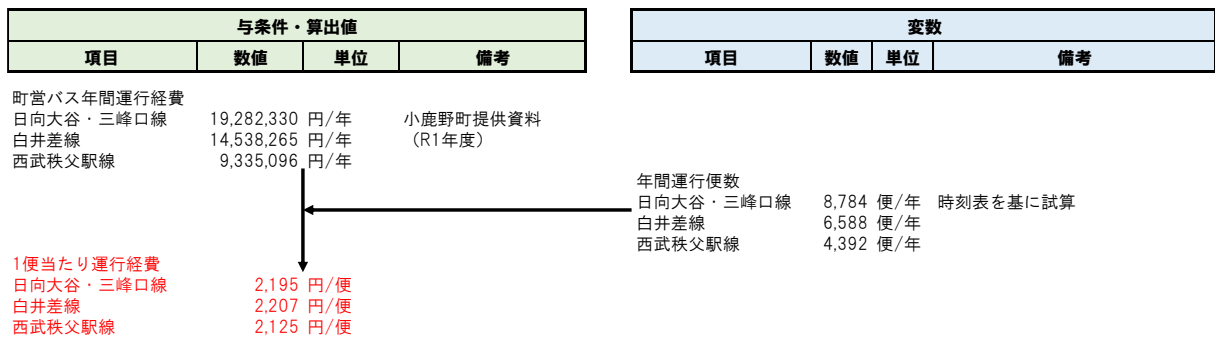 与条件・算出値 変数
項目 数値 単位 備考 項目 数値 単位 備考
町営バス年間運行経費
日向大谷・三峰口線 19,282,330 円/年 小鹿野町提供資料
白井差線 14,538,265 円/年 （R1年度）
西武秩父駅線 9,335,096 円/年
年間運行便数
日向大谷・三峰口線 8,784 便/年 時刻表を基に試算
白井差線 6,588 便/年
西武秩父駅線 4,392 便/年
1便当たり運行経費
日向大谷・三峰口線 2,195 円/便
白井差線 2,207 円/便
西武秩父駅線 2,125 円/便